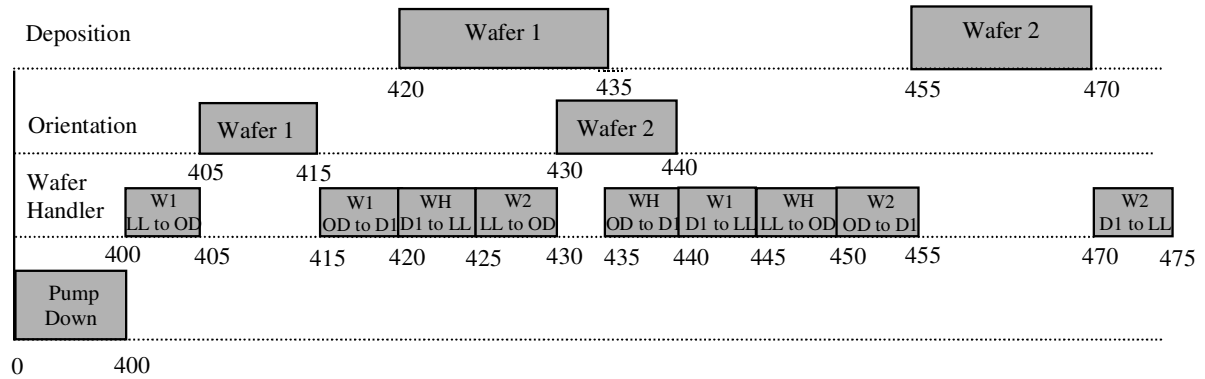 Deposition
Wafer 1
Wafer 2
420
435
455
470
Orientation
Wafer 1
Wafer 2
405
415
430
440
Wafer
Handler
W1
LL to OD
W1
OD to D1
WH
D1 to LL
W2
LL to OD
WH
OD to D1
W1
D1 to LL
WH
LL to OD
W2
OD to D1
W2
D1 to LL
400
405
415
420
425
430
435
440
445
450
455
470
475
Pump
Down
0
400